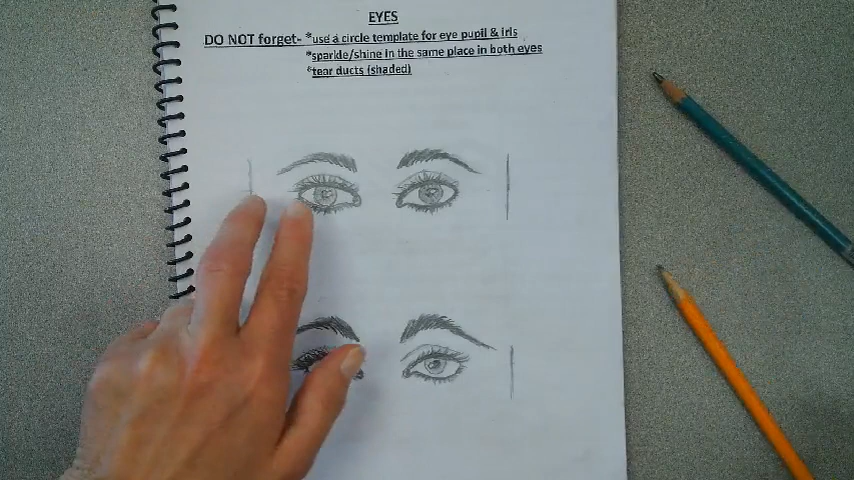 EYES
DO NOT forget- *use a circle template for eye pupil & iris
*sparkle/shine in the same place in both eyes
*tear ducts (shaded)